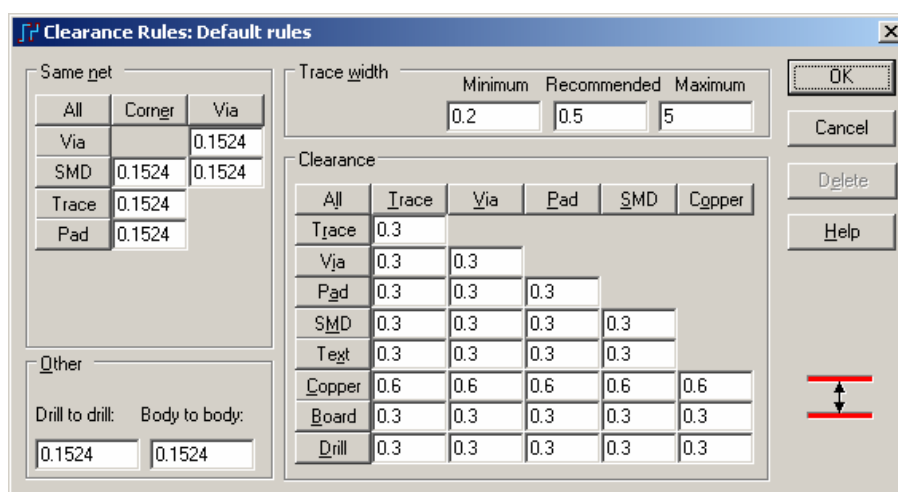 Clearance Rules: Default rules
Same net
All Corner Via
Via 0.1524
SMD 0.1524 0.1524
Trace 0.1524
Pad 0.1524
Other
Drill to drill: Body to body:
0.1524 0.1524
Trace width
Minimum Recommended Maximum
0.2 0.5 5
Clearance
All Trace Via Pad SMD Copper
Trace 0.3
Via 0.3 0.3
Pad 0.3 0.3 0.3
SMD 0.3 0.3 0.3 0.3
Text 0.3 0.3 0.3 0.3
Copper 0.6 0.6 0.6 0.6 0.6
Board 0.3 0.3 0.3 0.3 0.3
Drill 0.3 0.3 0.3 0.3 0.3
OK
Cancel
Delete
Help